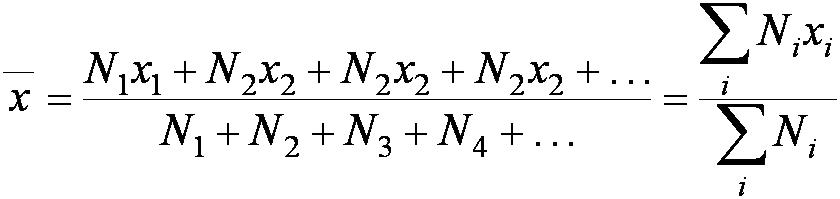 x̄ = (N₁x₁ + N₂x₂ + N₂x₂ + N₂x₂ + …) / (N₁ + N₂ + N₃ + N₄ + …) = (∑ᵢ Nᵢxᵢ) / (∑ᵢ Nᵢ)